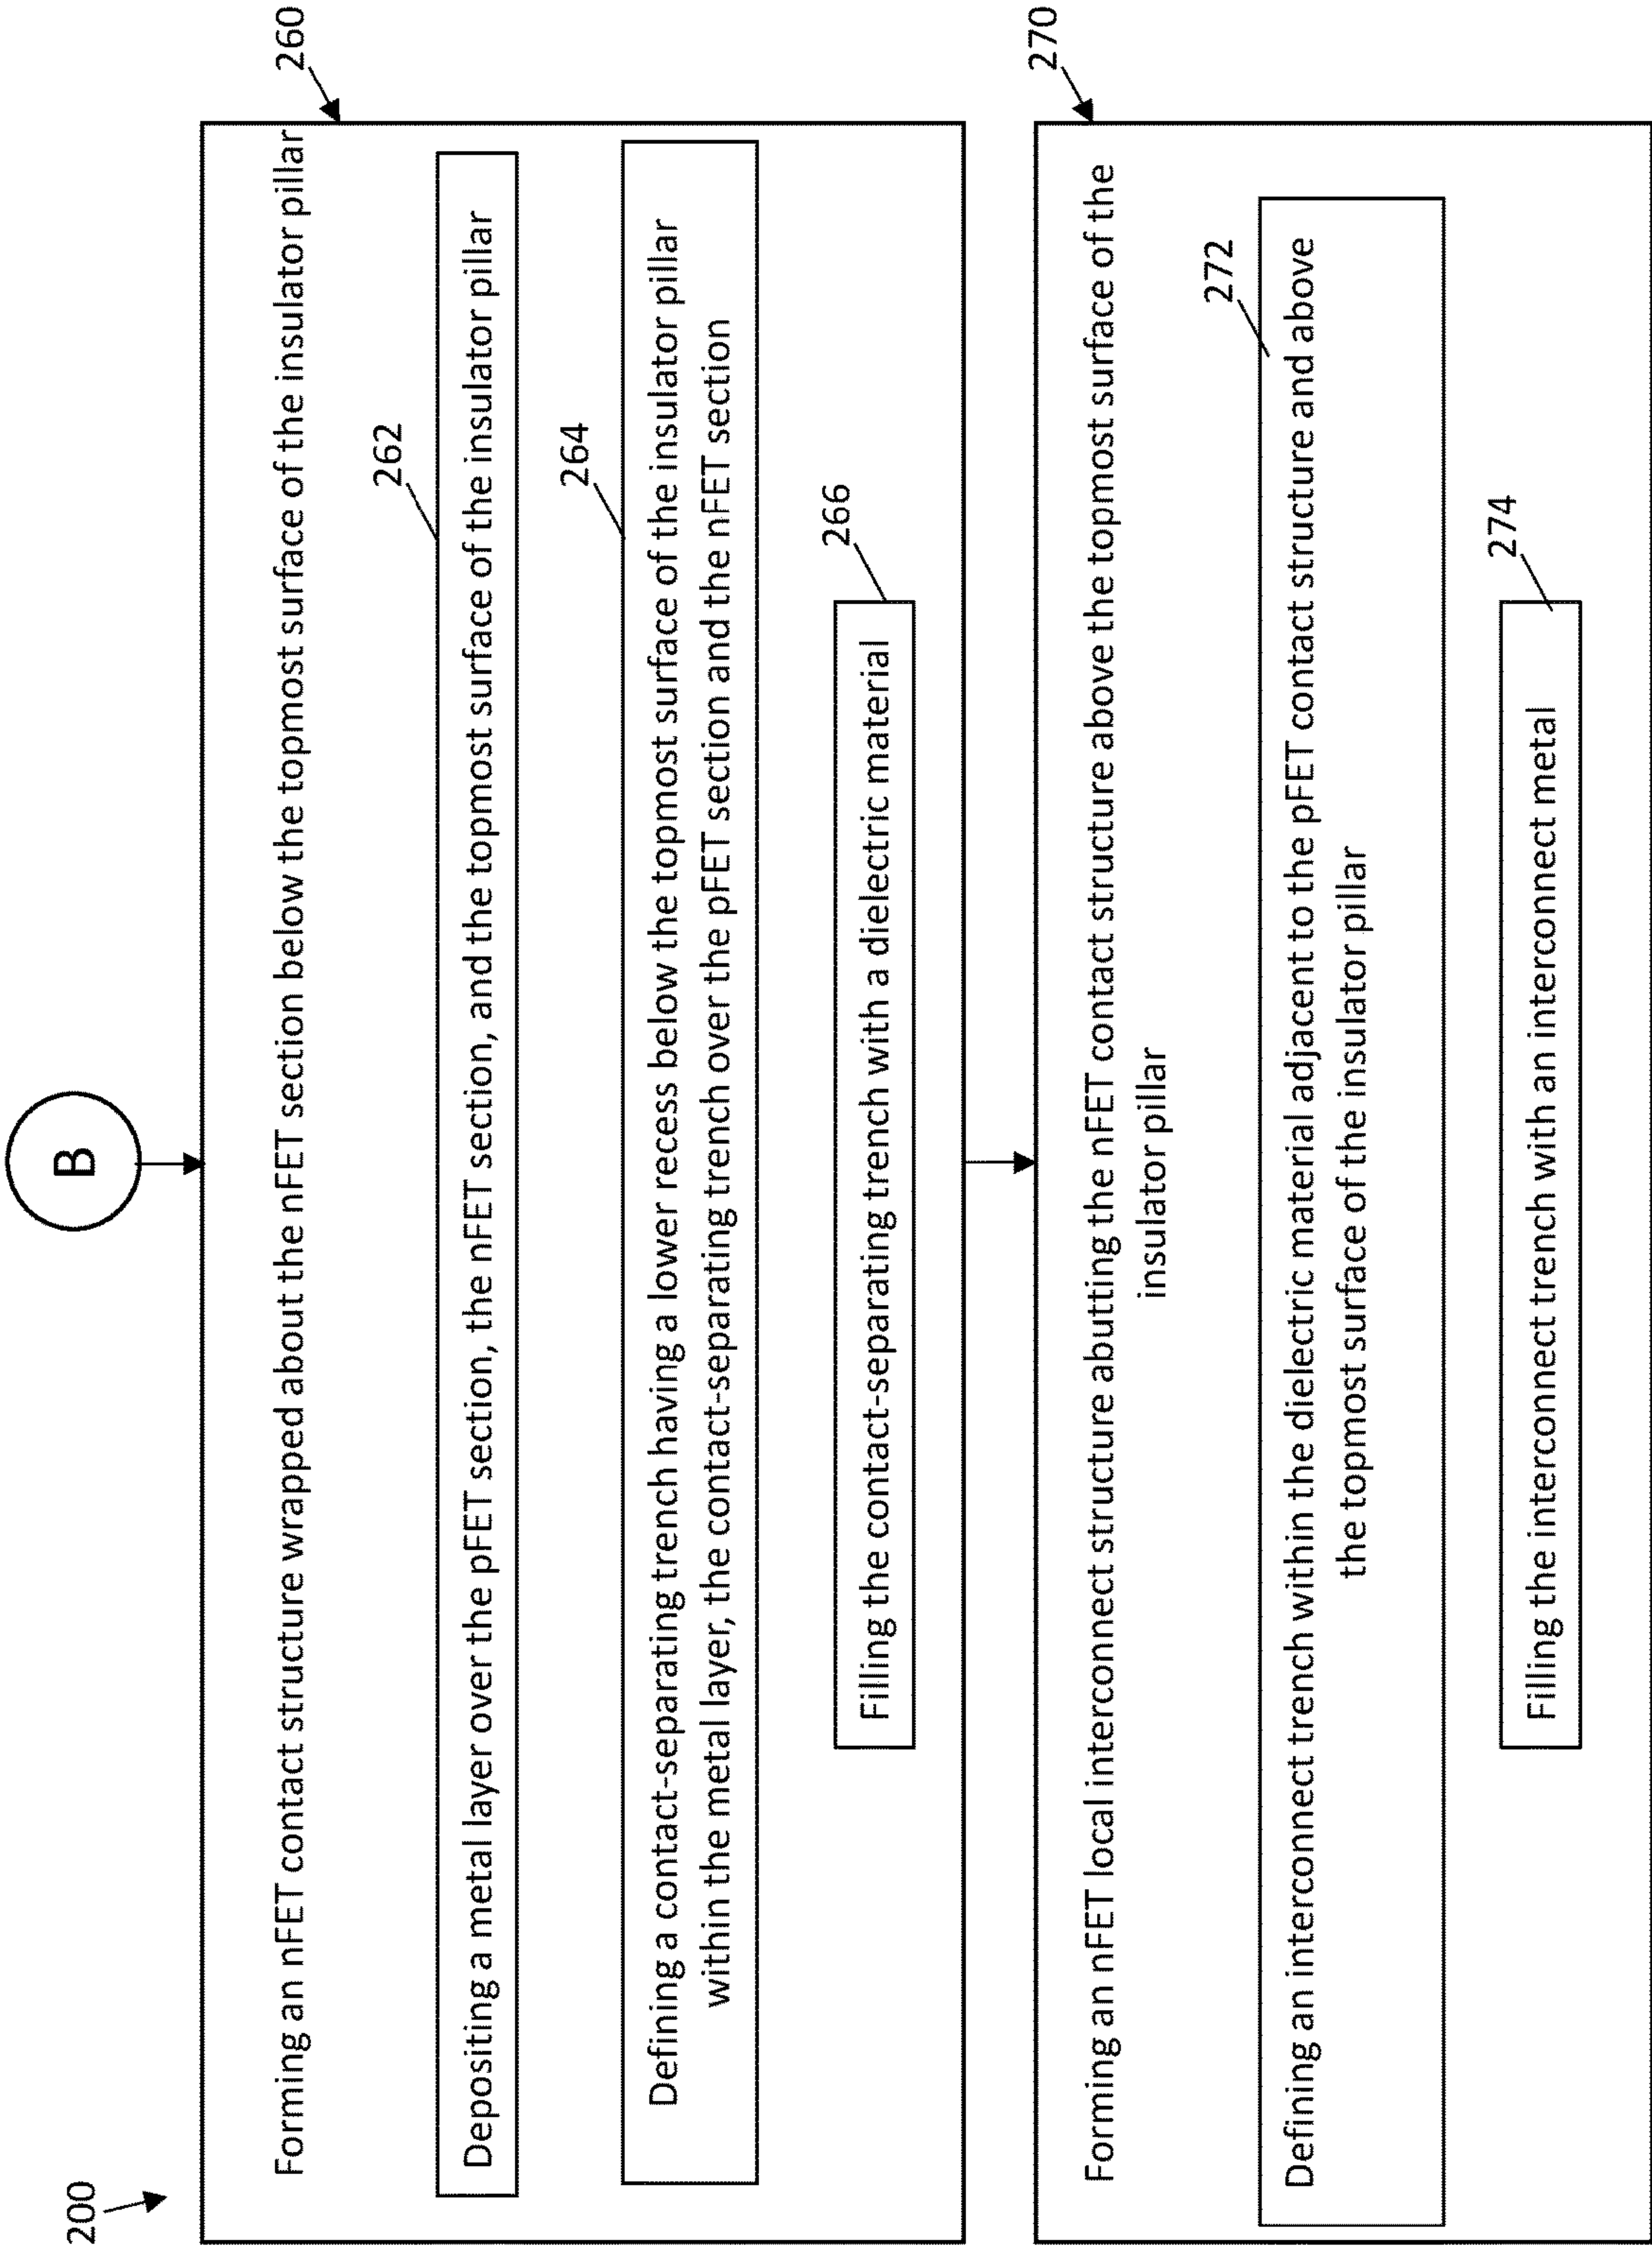 200
B
260
Forming an nFET contact structure wrapped about the nFET section below the topmost surface of the insulator pillar
262
Depositing a metal layer over the pFET section, the nFET section, and the topmost surface of the insulator pillar
264
Defining a contact-separating trench having a lower recess below the topmost surface of the insulator pillar
within the metal layer, the contact-separating trench over the pFET section and the nFET section
266
Filling the contact-separating trench with a dielectric material
270
Forming an nFET local interconnect structure abutting the nFET contact structure above the topmost surface of the
insulator pillar
272
Defining an interconnect trench within the dielectric material adjacent to the pFET contact structure and above
the topmost surface of the insulator pillar
274
Filling the interconnect trench with an interconnect metal